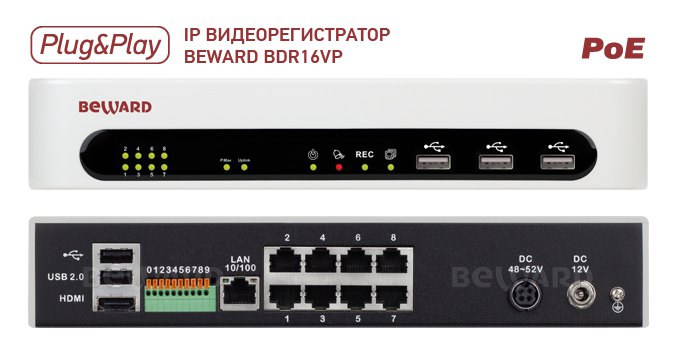 Plug&Play
IP ВИДЕОРЕГИСТРАТОР
BEWARD BDR16VP
PoE
BEWARD
2 4 6 8
1 3 5 7
P.Max Uplink
REC
USB 2.0
HDMI
0123456789
LAN
10/100
2 4 6 8
1 3 5 7
DC
48~52V
DC
12V
BEWARD
BEWARD